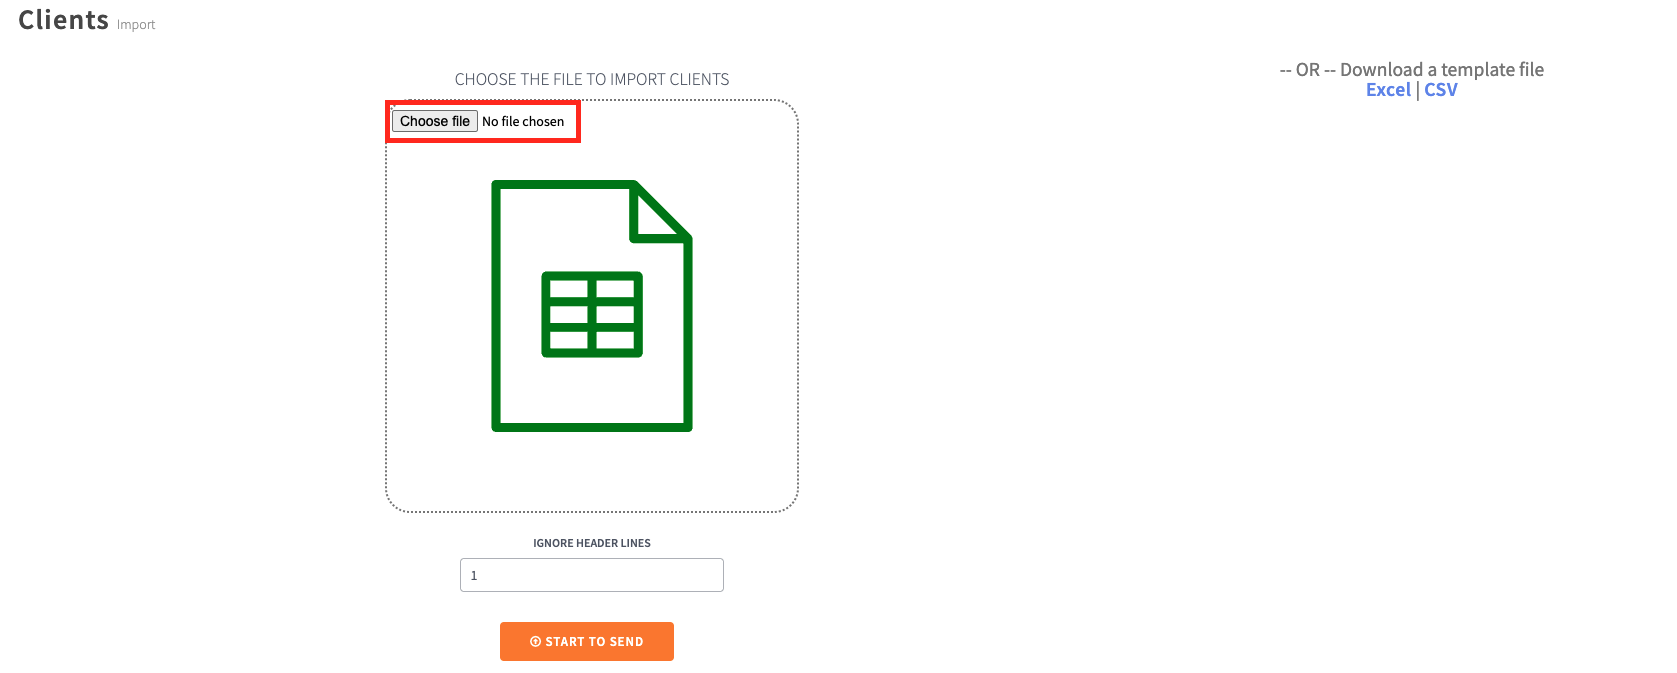 Clients Import
CHOOSE THE FILE TO IMPORT CLIENTS
Choose file No file chosen
IGNORE HEADER LINES
1
START TO SEND
-- OR -- Download a template file
Excel | CSV